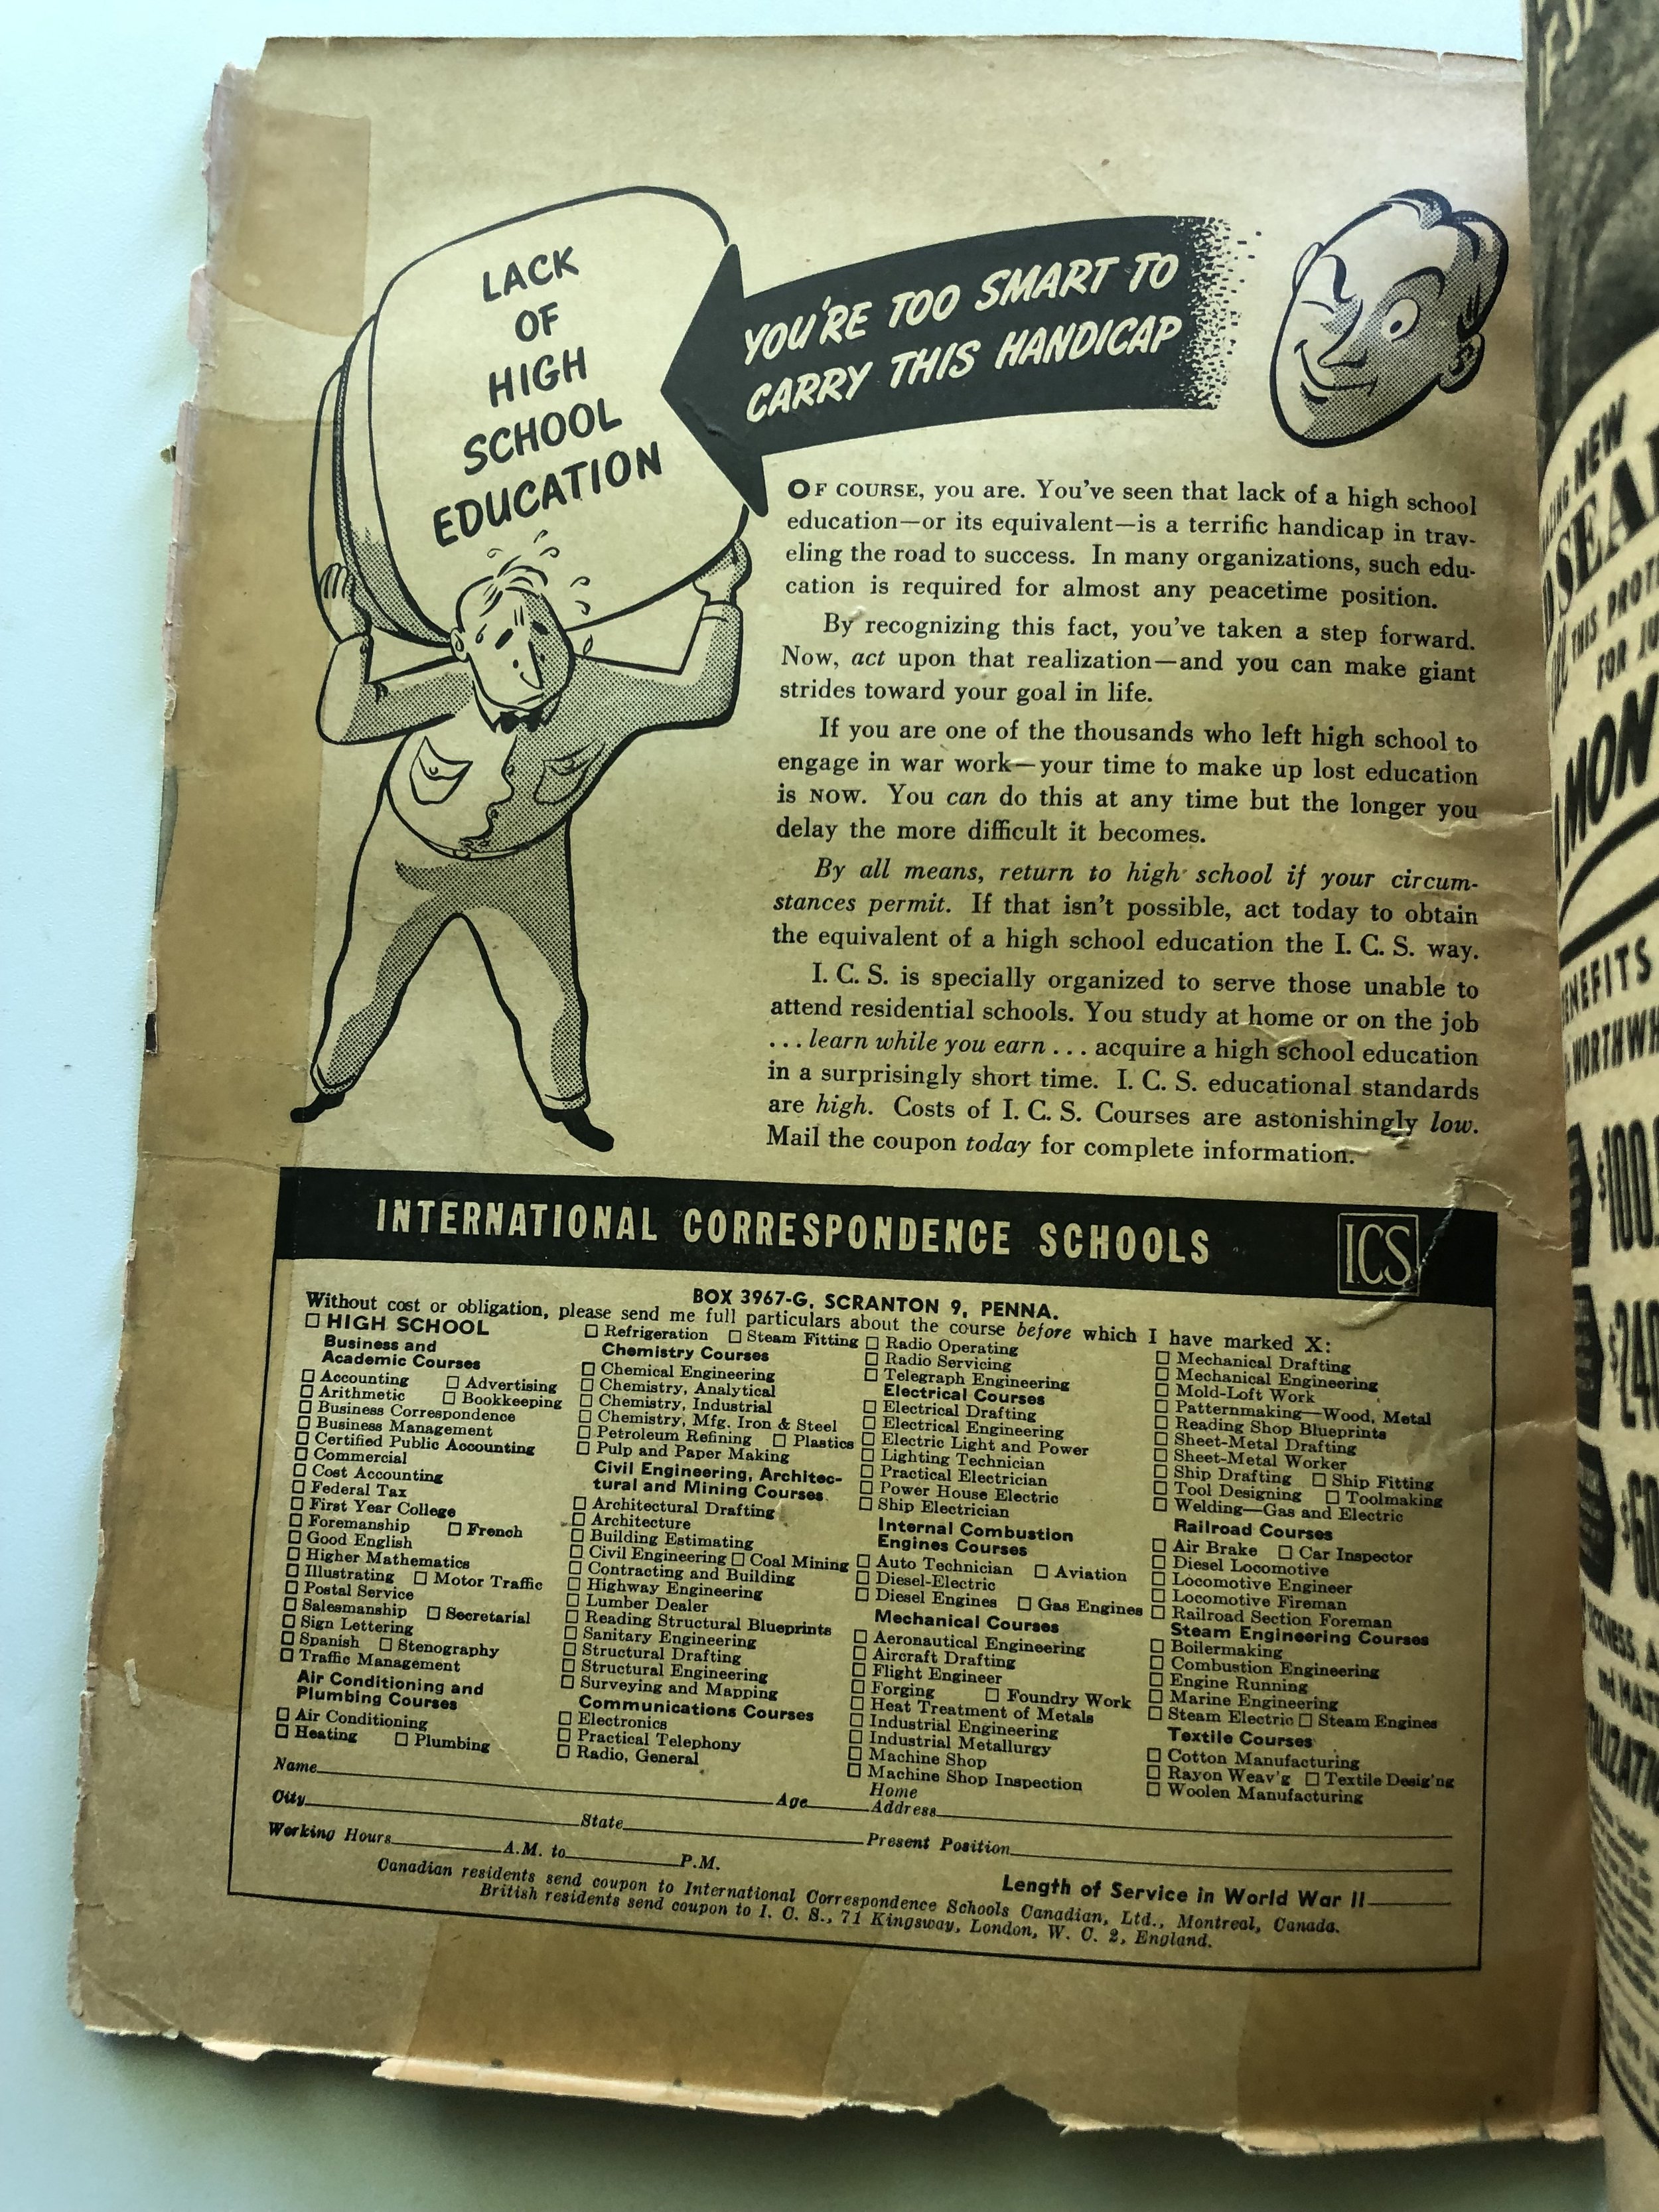 LACK
OF
HIGH
SCHOOL
EDUCATION
YOU'RE TOO SMART TO
CARRY THIS HANDICAP
OF COURSE, you are. You've seen that lack of a high school
education—or its equivalent—is a terrific handicap in trav-
eling the road to success. In many organizations, such edu-
cation is required for almost any peacetime position.
By recognizing this fact, you've taken a step forward.
Now, act upon that realization—and you can make giant
strides toward your goal in life.
If you are one of the thousands who left high school to
engage in war work—your time to make up lost education
is NOW. You can do this at any time but the longer you
delay the more difficult it becomes.
By all means, return to high school if your circum-
stances permit. If that isn't possible, act today to obtain
the equivalent of a high school education the I. C. S. way.
I. C. S. is specially organized to serve those unable to
attend residential schools. You study at home or on the job
... learn while you earn ... acquire a high school education
in a surprisingly short time. I. C. S. educational standards
are high. Costs of I. C. S. Courses are astonishingly low.
Mail the coupon today for complete information.
INTERNATIONAL CORRESPONDENCE SCHOOLS
ICS
BOX 3967-G, SCRANTON 9, PENNA.
Without cost or obligation, please send me full particulars about the course before which I have marked X:
☐ HIGH SCHOOL
Business and
Academic Courses
☐ Accounting ☐ Advertising
☐ Arithmetic ☐ Bookkeeping
☐ Business Correspondence
☐ Business Management
☐ Certified Public Accounting
☐ Commercial
☐ Cost Accounting
☐ Federal Tax
☐ First Year College
☐ Foremanship ☐ French
☐ Good English
☐ Higher Mathematics
☐ Illustrating ☐ Motor Traffic
☐ Postal Service
☐ Salesmanship ☐ Secretarial
☐ Sign Lettering
☐ Spanish ☐ Stenography
☐ Traffic Management
Air Conditioning and
Plumbing Courses
☐ Air Conditioning
☐ Heating ☐ Plumbing
☐ Refrigeration ☐ Steam Fitting
Chemistry Courses
☐ Chemical Engineering
☐ Chemistry, Analytical
☐ Chemistry, Industrial
☐ Chemistry, Mfg. Iron & Steel
☐ Petroleum Refining ☐ Plastics
☐ Pulp and Paper Making
Civil Engineering, Architec-
tural and Mining Courses
☐ Architectural Drafting
☐ Architecture
☐ Building Estimating
☐ Civil Engineering ☐ Coal Mining
☐ Contracting and Building
☐ Highway Engineering
☐ Lumber Dealer
☐ Reading Structural Blueprints
☐ Sanitary Engineering
☐ Structural Drafting
☐ Structural Engineering
☐ Surveying and Mapping
Communications Courses
☐ Electronics
☐ Practical Telephony
☐ Radio, General
☐ Radio Operating
☐ Radio Servicing
☐ Telegraph Engineering
Electrical Courses
☐ Electrical Drafting
☐ Electrical Engineering
☐ Electric Light and Power
☐ Lighting Technician
☐ Practical Electrician
☐ Power House Electric
☐ Ship Electrician
Internal Combustion
Engines Courses
☐ Auto Technician ☐ Aviation
☐ Diesel-Electric
☐ Diesel Engines ☐ Gas Engines
Mechanical Courses
☐ Aeronautical Engineering
☐ Aircraft Drafting
☐ Flight Engineer
☐ Forging ☐ Foundry Work
☐ Heat Treatment of Metals
☐ Industrial Engineering
☐ Industrial Metallurgy
☐ Machine Shop
☐ Machine Shop Inspection
☐ Mechanical Drafting
☐ Mechanical Engineering
☐ Mold-Loft Work
☐ Patternmaking—Wood, Metal
☐ Reading Shop Blueprints
☐ Sheet-Metal Drafting
☐ Sheet-Metal Worker
☐ Ship Drafting ☐ Ship Fitting
☐ Tool Designing ☐ Toolmaking
☐ Welding—Gas and Electric
Railroad Courses
☐ Air Brake ☐ Car Inspector
☐ Diesel Locomotive
☐ Locomotive Engineer
☐ Locomotive Fireman
☐ Railroad Section Foreman
Steam Engineering Courses
☐ Boilermaking
☐ Combustion Engineering
☐ Engine Running
☐ Marine Engineering
☐ Steam Electric ☐ Steam Engines
Textile Courses
☐ Cotton Manufacturing
☐ Rayon Weav'g ☐ Textile Desig'ng
☐ Woolen Manufacturing
Name Age Home Address
City State Present Position
Working Hours A.M. to P.M. Length of Service in World War II
Canadian residents send coupon to International Correspondence Schools Canadian, Ltd., Montreal, Canada.
British residents send coupon to I. C. S., 71 Kingsway, London, W. C. 2, England.
NEW
THIS
FOR
$100